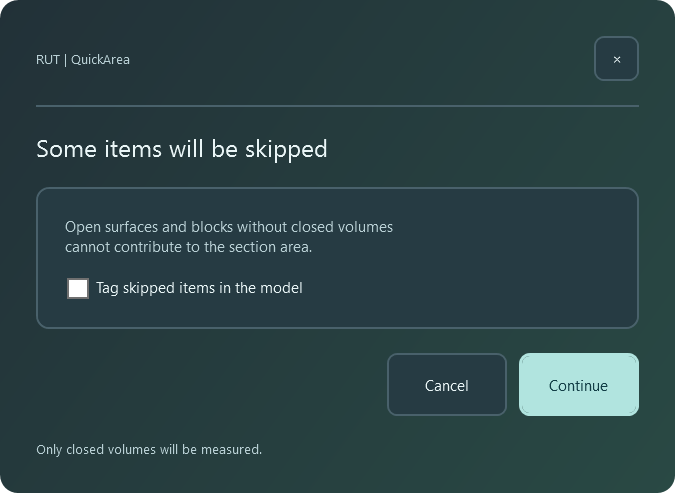 RUT | QuickArea
×
Some items will be skipped
Open surfaces and blocks without closed volumes
cannot contribute to the section area.
Tag skipped items in the model
Cancel
Continue
Only closed volumes will be measured.